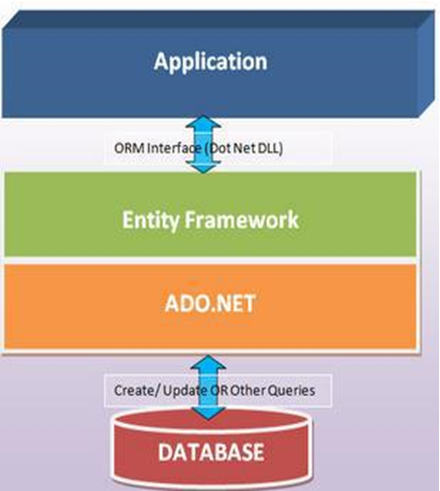 Application
ORM Interface (Dot Net DLL)
Entity Framework
ADO.NET
Create/ Update OR Other Queries
DATABASE